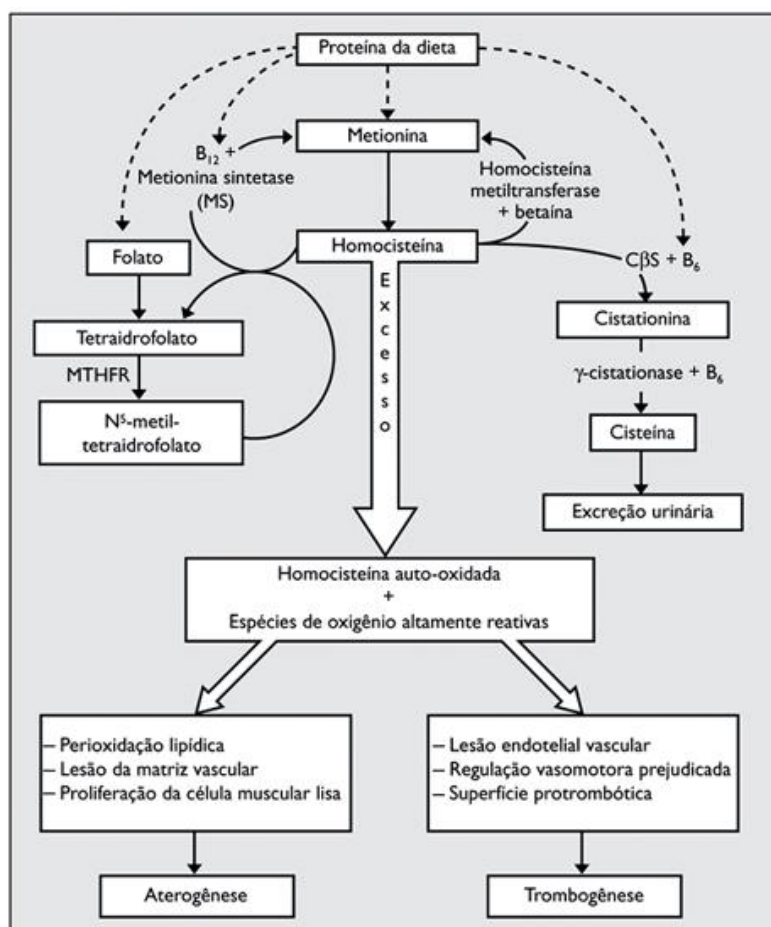 Proteína da dieta
Metionina
B₁₂ +
Metionina sintetase
(MS)
Homocisteína
metiltransferase
+ betaína
Folato
Homocisteína
CβS + B₆
Excesso
Tetraidrofolato
Cistationina
MTHFR
γ-cistationase + B₆
N⁵-metil-
tetraidrofolato
Cisteína
Excreção urinária
Homocisteína auto-oxidada
+
Espécies de oxigênio altamente reativas
– Perioxidação lipídica
– Lesão da matriz vascular
– Proliferação da célula muscular lisa
– Lesão endotelial vascular
– Regulação vasomotora prejudicada
– Superfície protrombótica
Aterogênese
Trombogênese